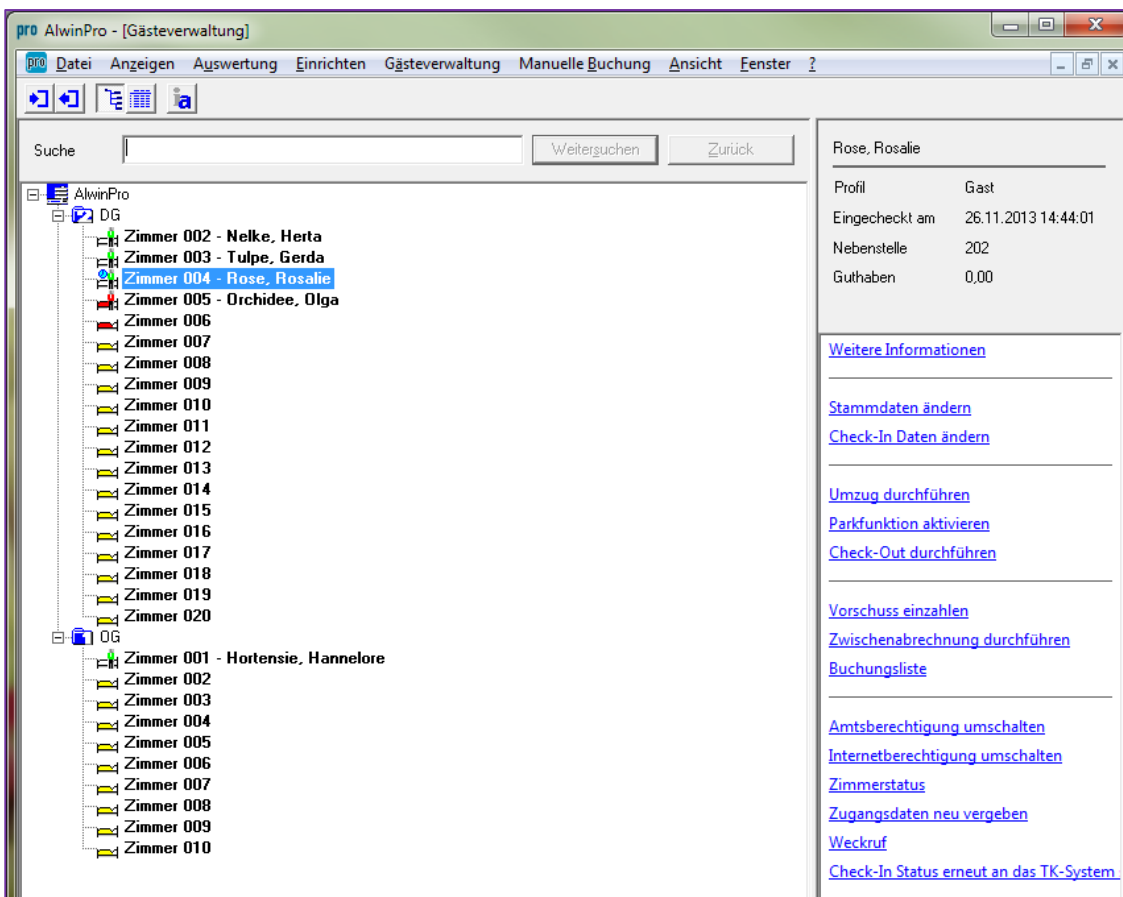 pro AlwinPro - [Gästeverwaltung]
pro Datei Anzeigen Auswertung Einrichten Gästeverwaltung Manuelle Buchung Ansicht Fenster ?
Suche Weitersuchen Zurück
AlwinPro
DG
Zimmer 002 - Nelke, Herta
Zimmer 003 - Tulpe, Gerda
Zimmer 004 - Rose, Rosalie
Zimmer 005 - Orchidee, Olga
Zimmer 006
Zimmer 007
Zimmer 008
Zimmer 009
Zimmer 010
Zimmer 011
Zimmer 012
Zimmer 013
Zimmer 014
Zimmer 015
Zimmer 016
Zimmer 017
Zimmer 018
Zimmer 019
Zimmer 020
OG
Zimmer 001 - Hortensie, Hannelore
Zimmer 002
Zimmer 003
Zimmer 004
Zimmer 005
Zimmer 006
Zimmer 007
Zimmer 008
Zimmer 009
Zimmer 010
Rose, Rosalie
Profil Gast
Eingecheckt am 26.11.2013 14:44:01
Nebenstelle 202
Guthaben 0,00
Weitere Informationen
Stammdaten ändern
Check-In Daten ändern
Umzug durchführen
Parkfunktion aktivieren
Check-Out durchführen
Vorschuss einzahlen
Zwischenabrechnung durchführen
Buchungsliste
Amtsberechtigung umschalten
Internetberechtigung umschalten
Zimmerstatus
Zugangsdaten neu vergeben
Weckruf
Check-In Status erneut an das TK-System